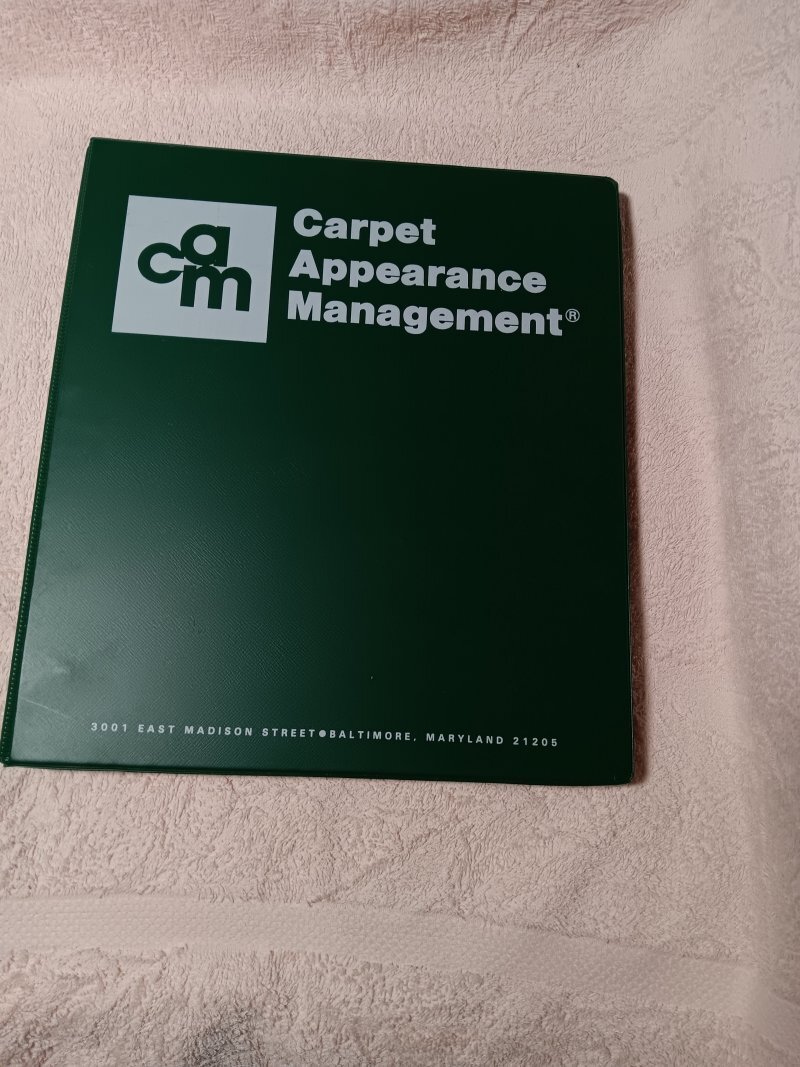 cam
Carpet
Appearance
Management®
3001 EAST MADISON STREET●BALTIMORE, MARYLAND 21205